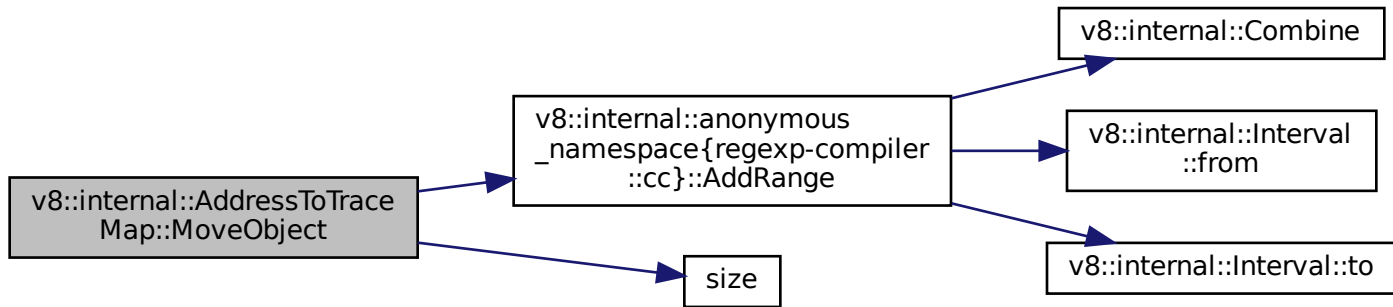 v8::internal::AddressToTrace
Map::MoveObject
v8::internal::anonymous
_namespace{regexp-compiler
::cc}::AddRange
size
v8::internal::Combine
v8::internal::Interval
::from
v8::internal::Interval::to